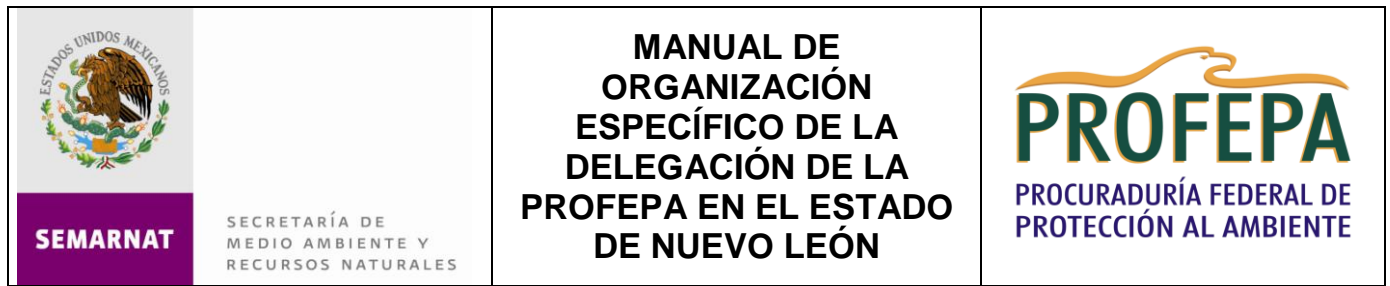 ESTADOS UNIDOS MEXICANOS
SEMARNAT
SECRETARÍA DE
MEDIO AMBIENTE Y
RECURSOS NATURALES
MANUAL DE
ORGANIZACIÓN
ESPECÍFICO DE LA
DELEGACIÓN DE LA
PROFEPA EN EL ESTADO
DE NUEVO LEÓN
PROFEPA
PROCURADURÍA FEDERAL DE
PROTECCIÓN AL AMBIENTE